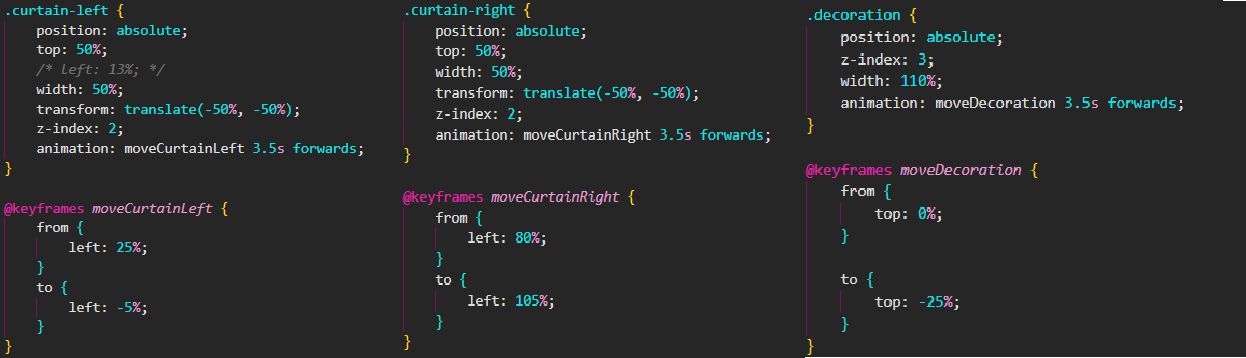 .curtain-left {
    position: absolute;
    top: 50%;
    /* left: 13%; */
    width: 50%;
    transform: translate(-50%, -50%);
    z-index: 2;
    animation: moveCurtainLeft 3.5s forwards;
}

@keyframes moveCurtainLeft {
    from {
        left: 25%;
    }
    to {
        left: -5%;
    }
}

.curtain-right {
    position: absolute;
    top: 50%;
    width: 50%;
    transform: translate(-50%, -50%);
    z-index: 2;
    animation: moveCurtainRight 3.5s forwards;
}

@keyframes moveCurtainRight {
    from {
        left: 80%;
    }
    to {
        left: 105%;
    }
}

.decoration {
    position: absolute;
    z-index: 3;
    width: 110%;
    animation: moveDecoration 3.5s forwards;
}

@keyframes moveDecoration {
    from {
        top: 0%;
    }

    to {
        top: -25%;
    }
}